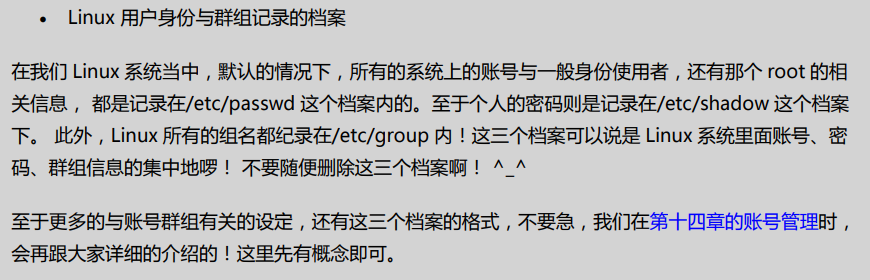 • Linux 用户身份与群组记录的档案
在我们 Linux 系统当中，默认的情况下，所有的系统上的账号与一般身份使用者，还有那个 root 的相
关信息， 都是记录在/etc/passwd 这个档案内的。至于个人的密码则是记录在/etc/shadow 这个档案
下。 此外，Linux 所有的组名都纪录在/etc/group 内！这三个档案可以说是 Linux 系统里面账号、密
码、群组信息的集中地啰！ 不要随便删除这三个档案啊！ ^_^
至于更多的与账号群组有关的设定，还有这三个档案的格式，不要急，我们在第十四章的账号管理时，
会再跟大家详细的介绍的！这里先有概念即可。